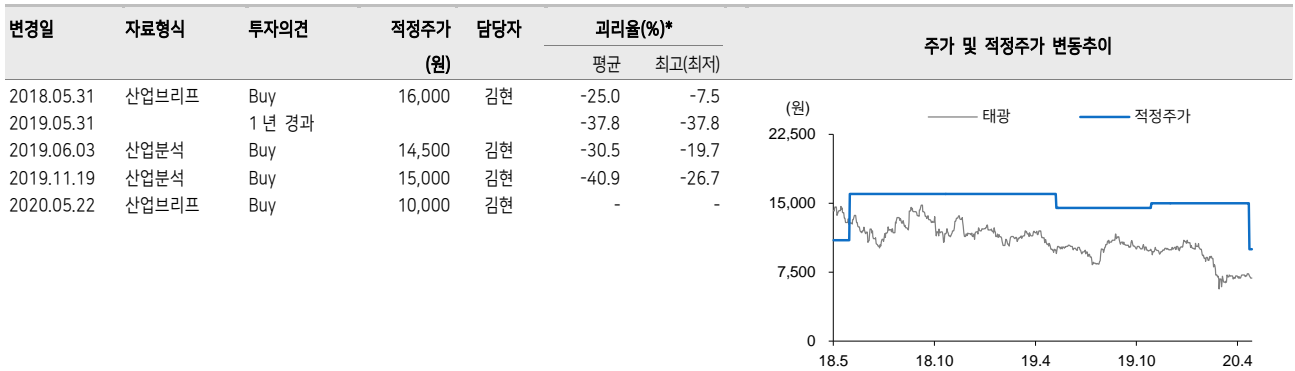 변경일 자료형식 투자의견 적정주가 담당자 괴리율(%)* 주가 및 적정주가 변동추이
(원) 평균 최고(최저)
2018.05.31 산업브리프 Buy 16,000 김현 -25.0 -7.5
2019.05.31 1년 경과 -37.8 -37.8
2019.06.03 산업분석 Buy 14,500 김현 -30.5 -19.7
2019.11.19 산업분석 Buy 15,000 김현 -40.9 -26.7
2020.05.22 산업브리프 Buy 10,000 김현 - -
(원) 태광 적정주가
22,500
15,000
7,500
0
18.5 18.10 19.4 19.10 20.4